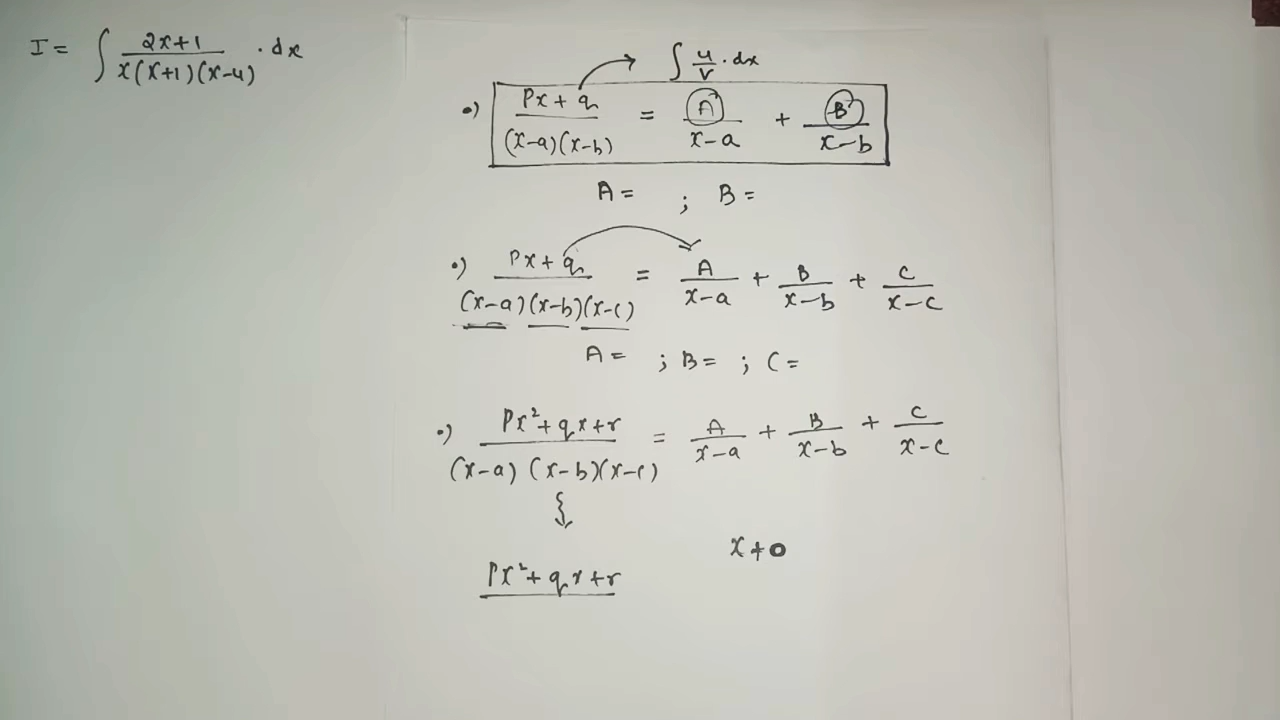 I = ∫ 2x+1 / x(x+1)(x-4) · dx
∫ u/v · dx
•) Px+q / (x-a)(x-b) = A / x-a + B / x-b
A = ; B =
•) Px+q / (x-a)(x-b)(x-c) = A / x-a + B / x-b + C / x-c
A = ; B = ; C =
•) Px²+qx+r / (x-a)(x-b)(x-c) = A / x-a + B / x-b + C / x-c
x+0
Px²+qx+r